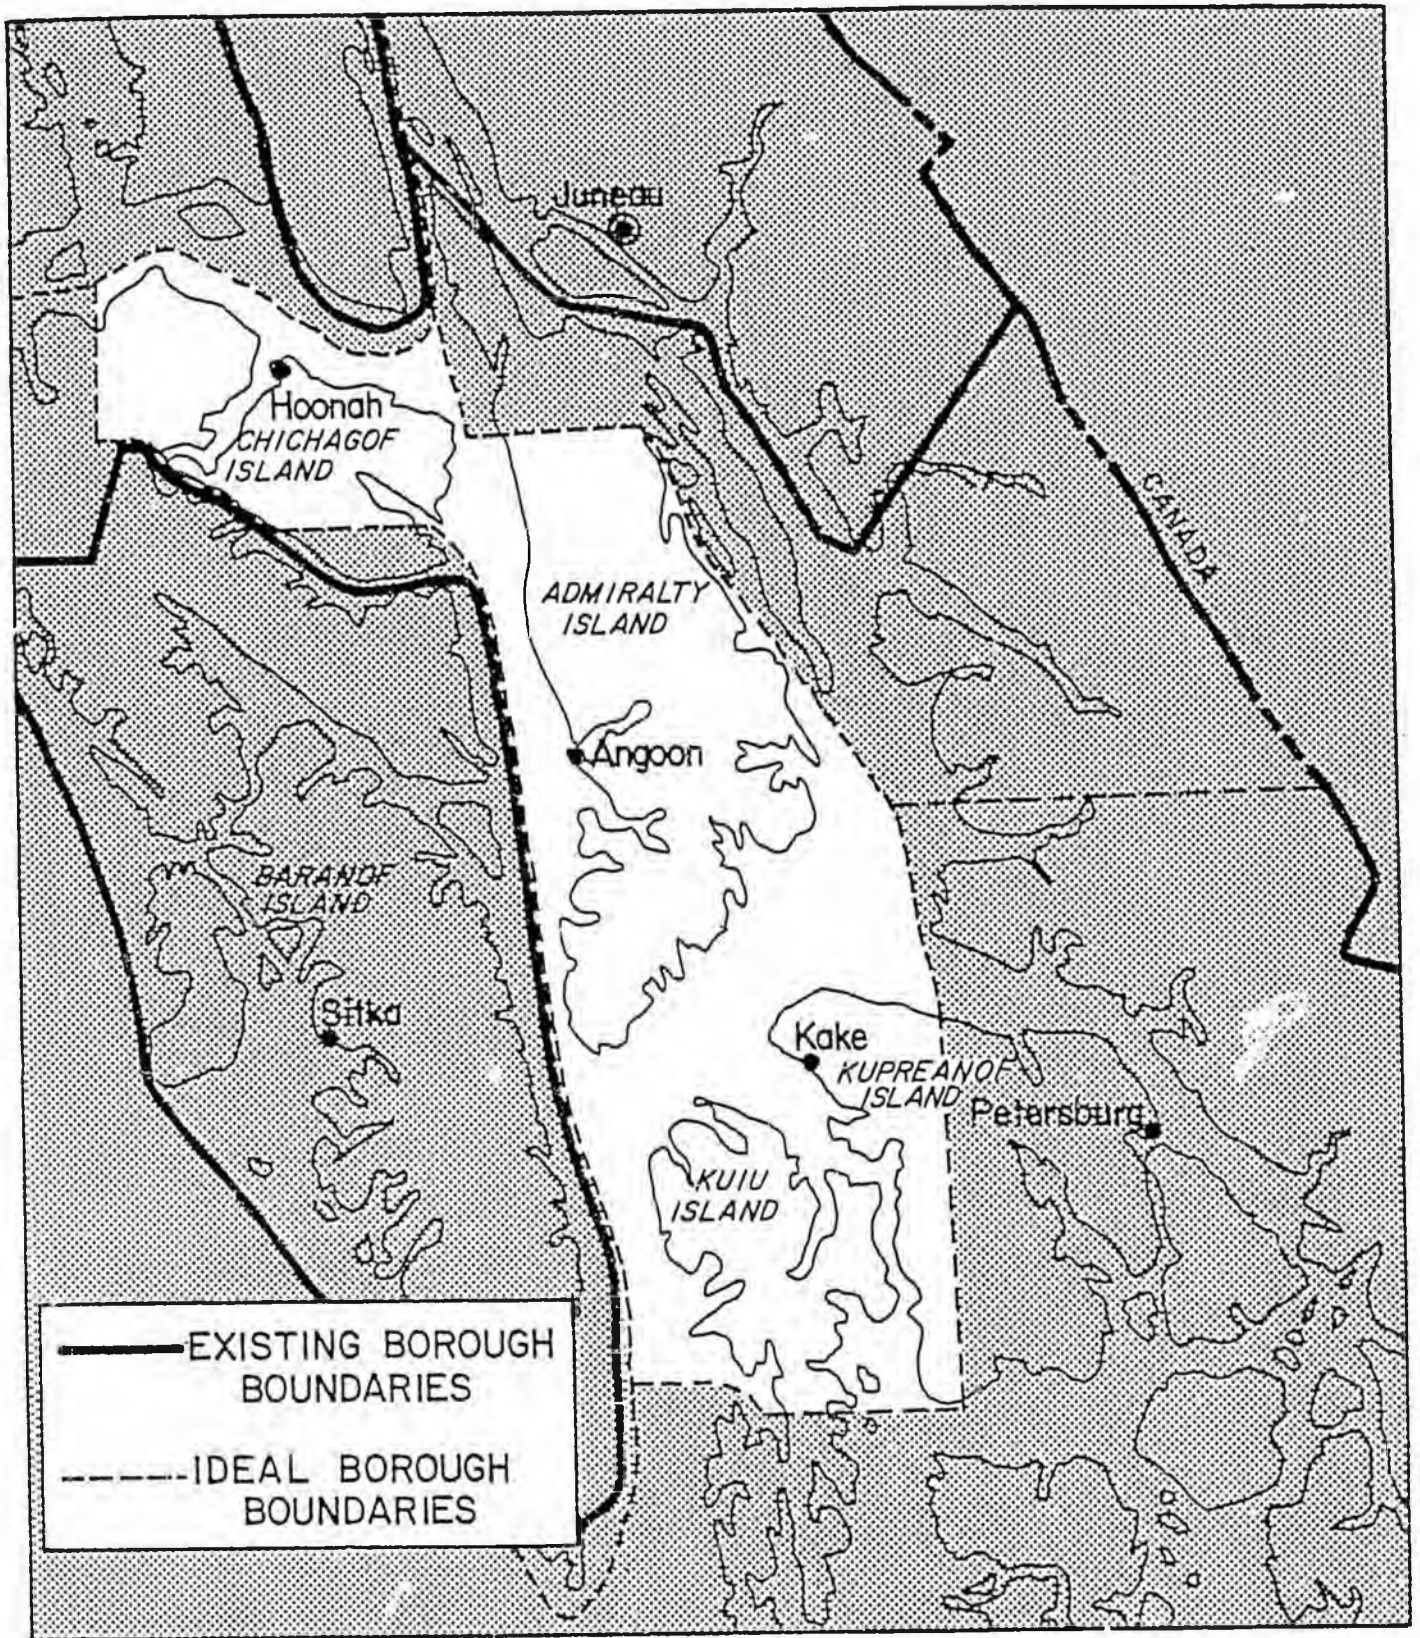 Juneau
Hoonah
CHICHAGOF
ISLAND
CANADA
ADMIRALTY
ISLAND
Angoon
BARANOF
ISLAND
Sitka
Kake
KUPREANOF
ISLAND
Petersburg
KUIU
ISLAND
EXISTING BOROUGH
BOUNDARIES
IDEAL BOROUGH
BOUNDARIES